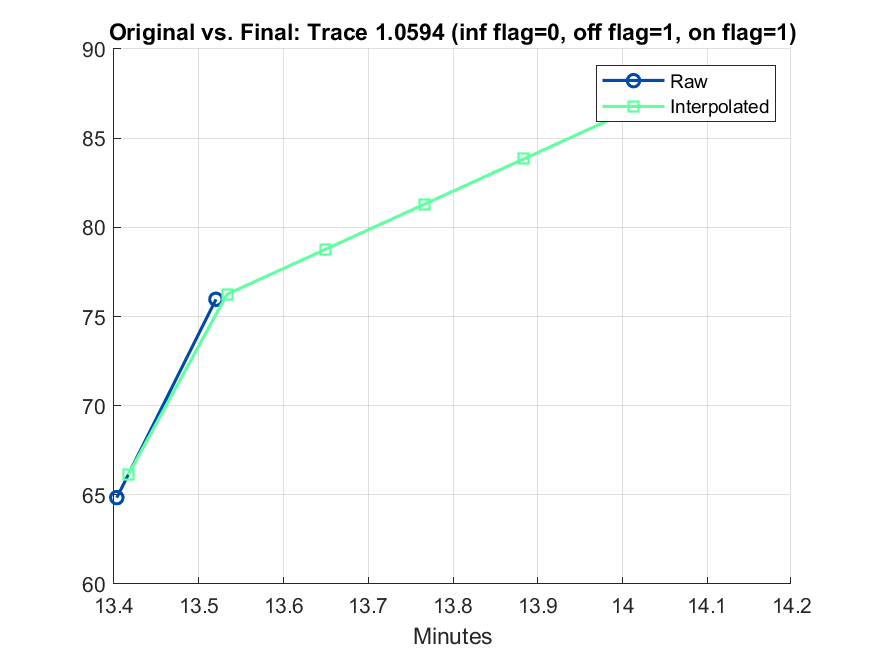 Original vs. Final: Trace 1.0594 (inf flag=0, off flag=1, on flag=1)
90
Raw
Interpolated
85
80
75
70
65
60
13.4 13.5 13.6 13.7 13.8 13.9 14 14.1 14.2
Minutes